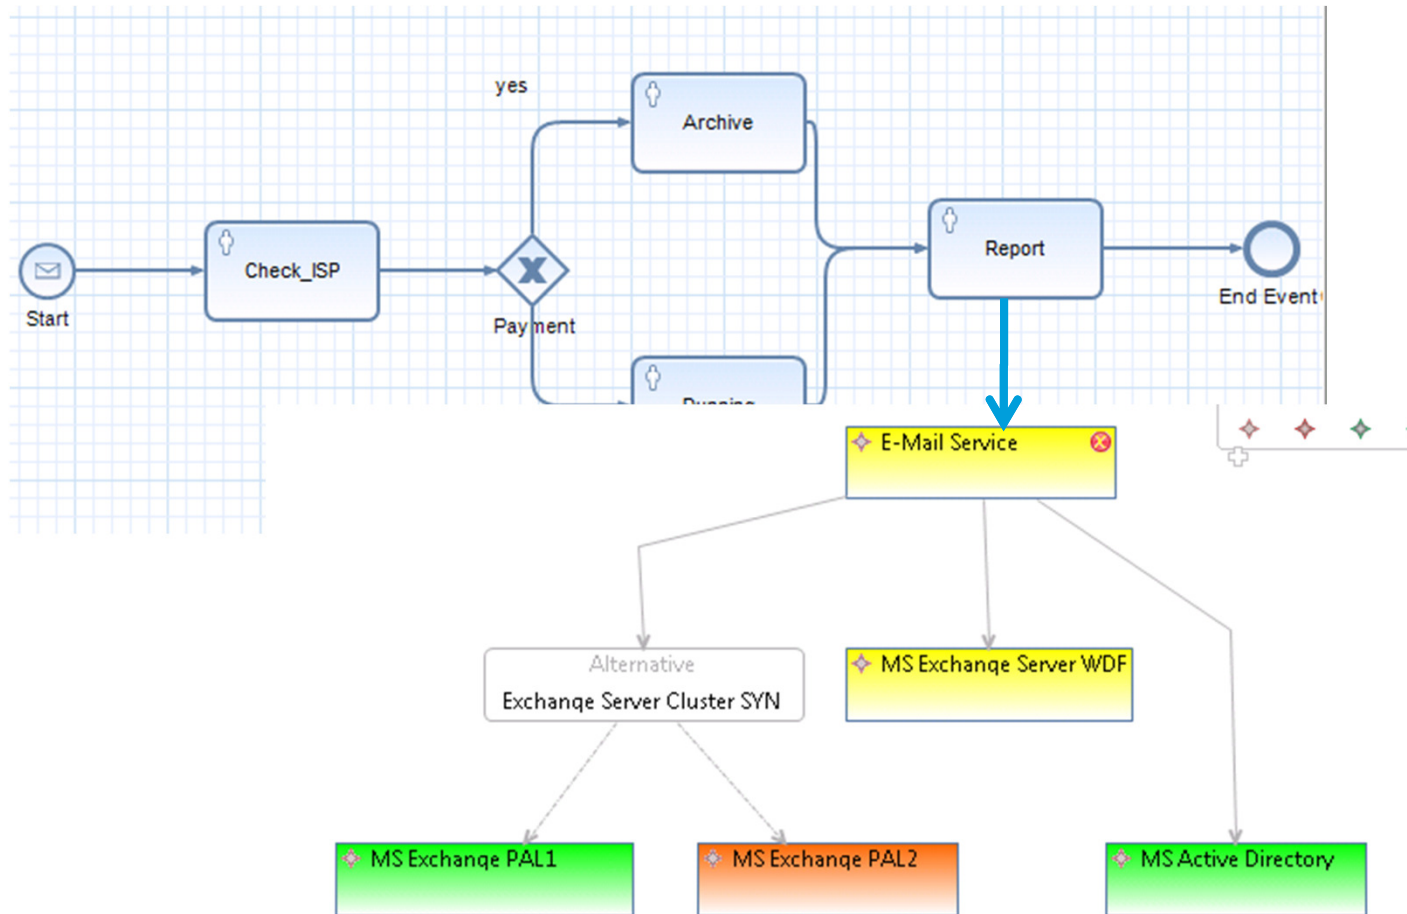 yes
Archive
Check_ISP
Report
Start
Payment
End Event
E-Mail Service
Alternative
Exchange Server Cluster SYN
MS Exchange Server WDF
MS Exchange PAL1
MS Exchange PAL2
MS Active Directory